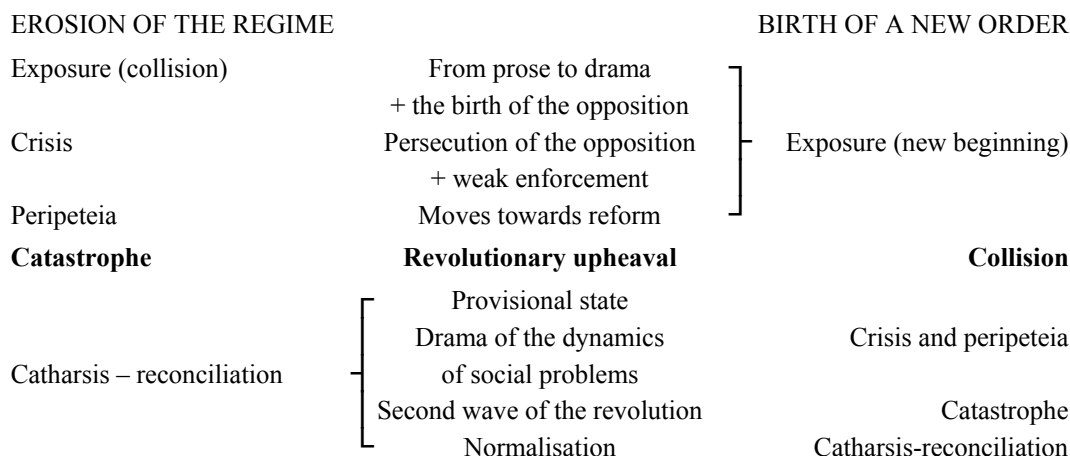 EROSION OF THE REGIME BIRTH OF A NEW ORDER
Exposure (collision) From prose to drama
+ the birth of the opposition
Crisis Persecution of the opposition Exposure (new beginning)
+ weak enforcement
Peripeteia Moves towards reform
Catastrophe Revolutionary upheaval Collision
Provisional state
Drama of the dynamics Crisis and peripeteia
Catharsis – reconciliation of social problems
Second wave of the revolution Catastrophe
Normalisation Catharsis-reconciliation